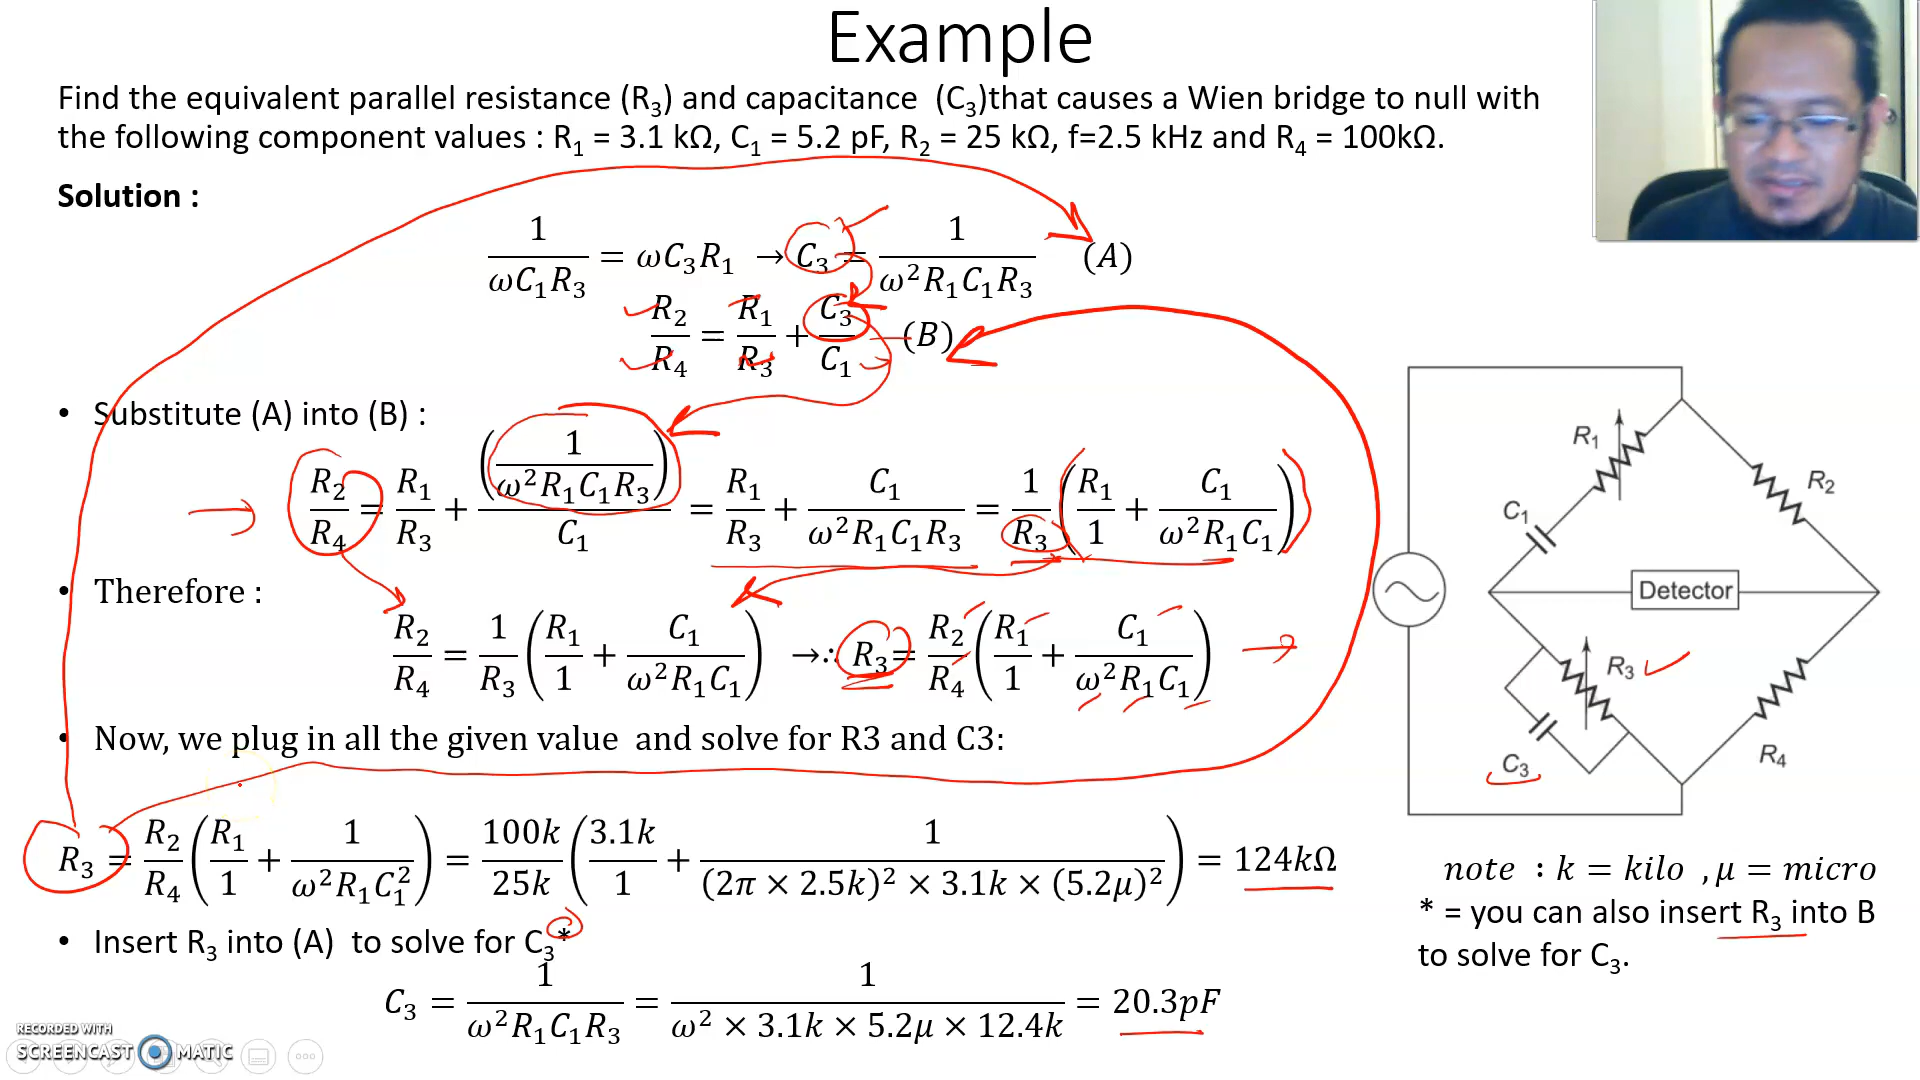 Example
Find the equivalent parallel resistance (R₃) and capacitance (C₃)that causes a Wien bridge to null with
the following component values : R₁ = 3.1 kΩ, C₁ = 5.2 pF, R₂ = 25 kΩ, f=2.5 kHz and R₄ = 100kΩ.
Solution :
1/(ωC₁R₃) = ωC₃R₁ → C₃ = 1/(ω²R₁C₁R₃) (A)
R₂/R₄ = R₁/R₃ + C₃/C₁ (B)
• Substitute (A) into (B) :
R₂/R₄ = R₁/R₃ + (1/(ω²R₁C₁R₃))/C₁ = R₁/R₃ + C₁/(ω²R₁C₁R₃) = 1/R₃ (R₁/1 + C₁/(ω²R₁C₁))
• Therefore :
R₂/R₄ = 1/R₃ (R₁/1 + C₁/(ω²R₁C₁)) →∴ R₃= R₂/R₄ (R₁/1 + C₁/(ω²R₁C₁))
• Now, we plug in all the given value and solve for R3 and C3:
R₃ = R₂/R₄ (R₁/1 + 1/(ω²R₁C₁²)) = 100k/25k (3.1k/1 + 1/((2π × 2.5k)² × 3.1k × (5.2μ)²)) = 124kΩ
• Insert R₃ into (A) to solve for C₃*
C₃ = 1/(ω²R₁C₁R₃) = 1/(ω² × 3.1k × 5.2μ × 12.4k) = 20.3pF
R₁
R₂
C₁
Detector
R₃
C₃
R₄
note : k = kilo , μ = micro
* = you can also insert R₃ into B
to solve for C₃.
RECORDED WITH
SCREENCAST MATIC